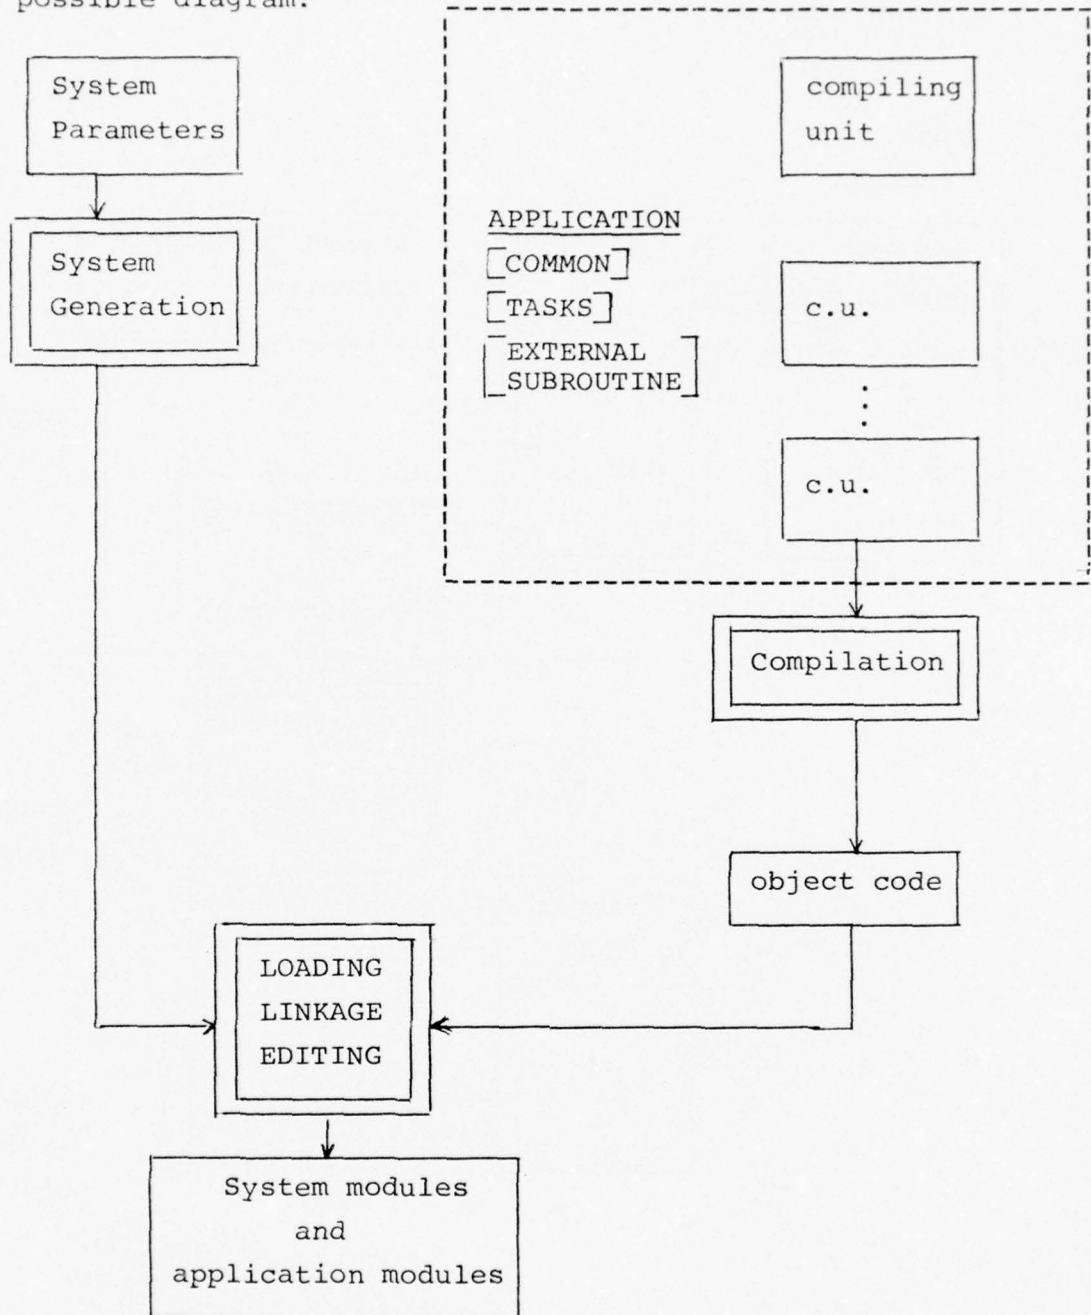 possible diagram:
System
Parameters
System
Generation
compiling
unit
APPLICATION
[COMMON]
[TASKS]
[EXTERNAL
SUBROUTINE]
c.u.
c.u.
Compilation
object code
LOADING
LINKAGE
EDITING
System modules
and
application modules